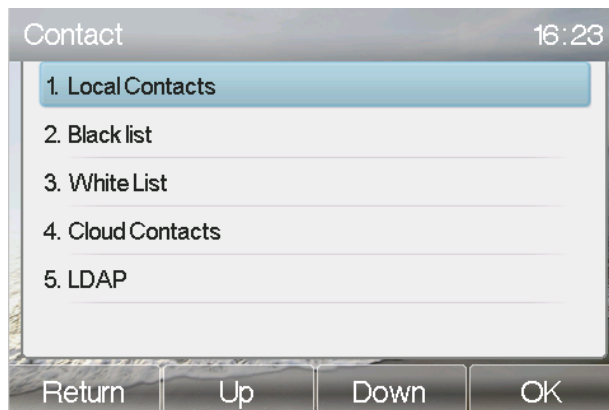 Contact 16:23
1. Local Contacts
2. Black list
3. White List
4. Cloud Contacts
5. LDAP
Return Up Down OK